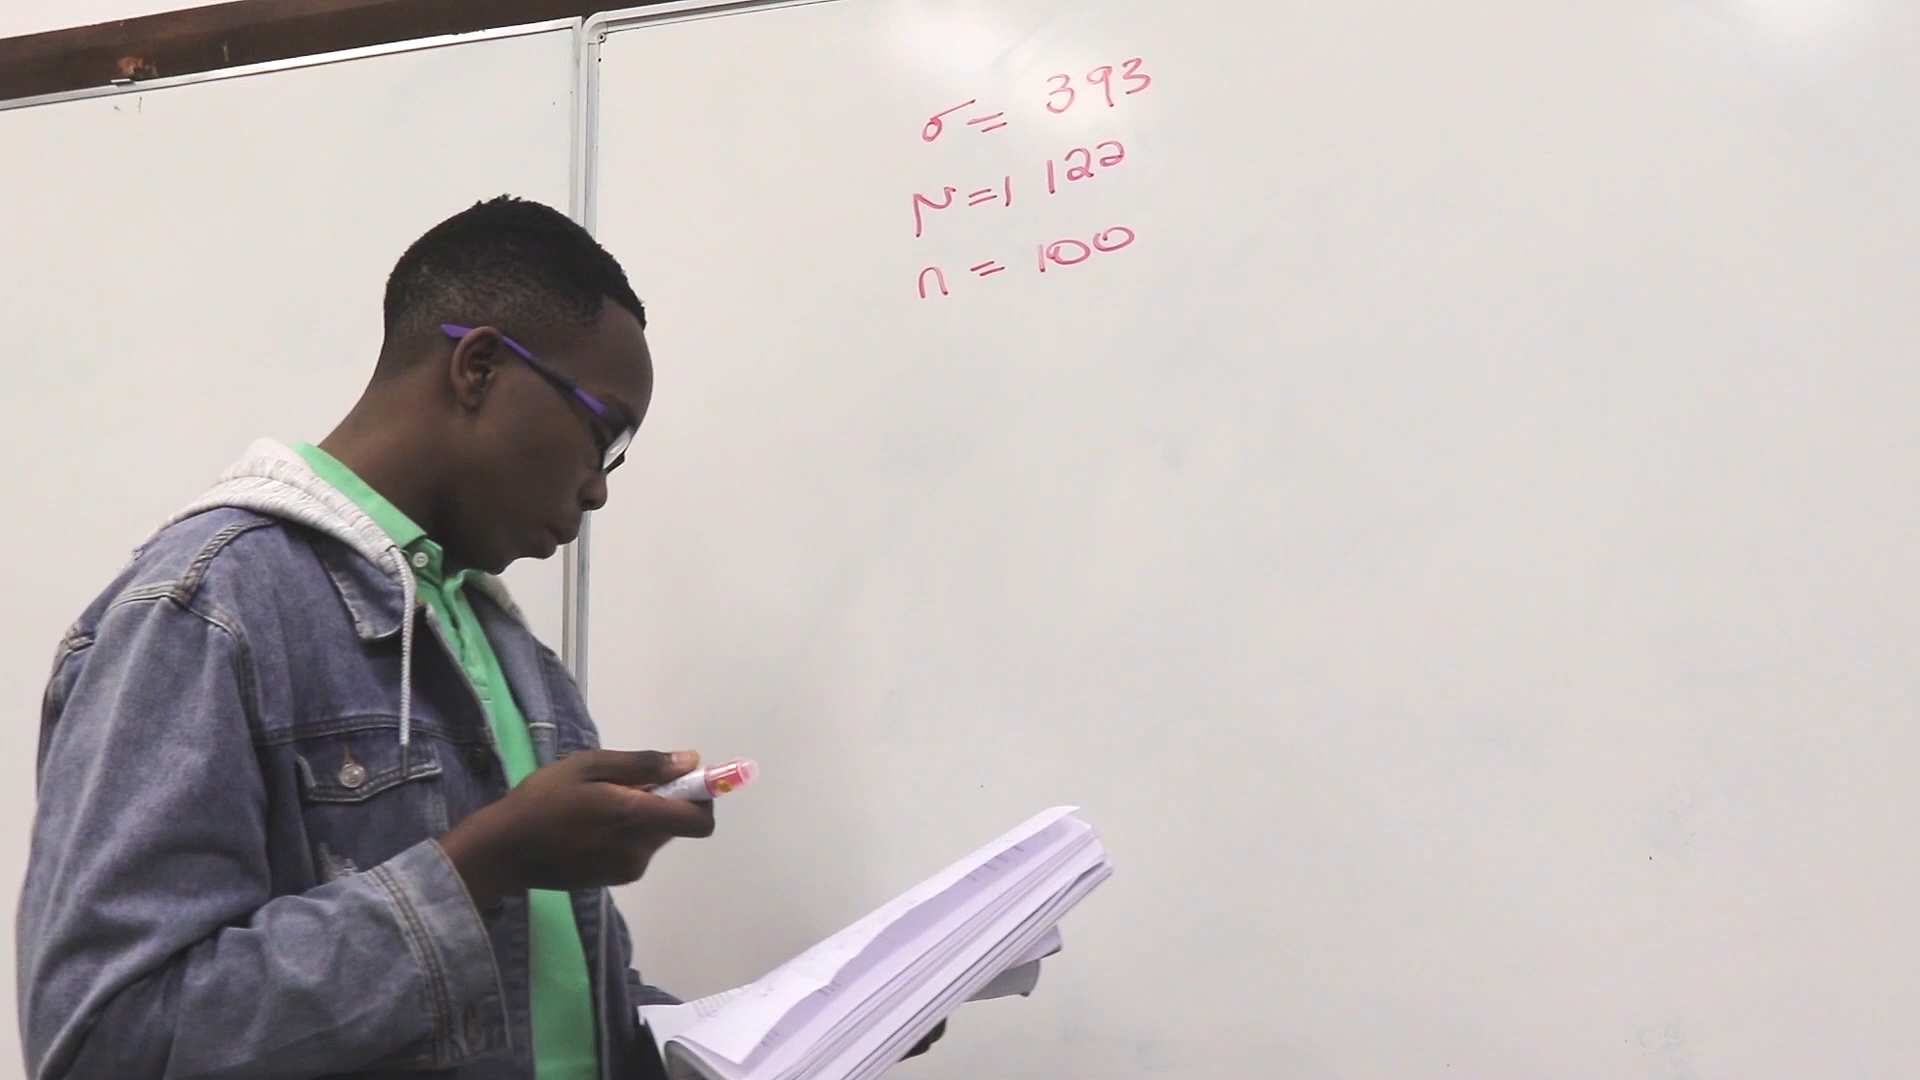 σ = 393
μ = 1 122
n = 100